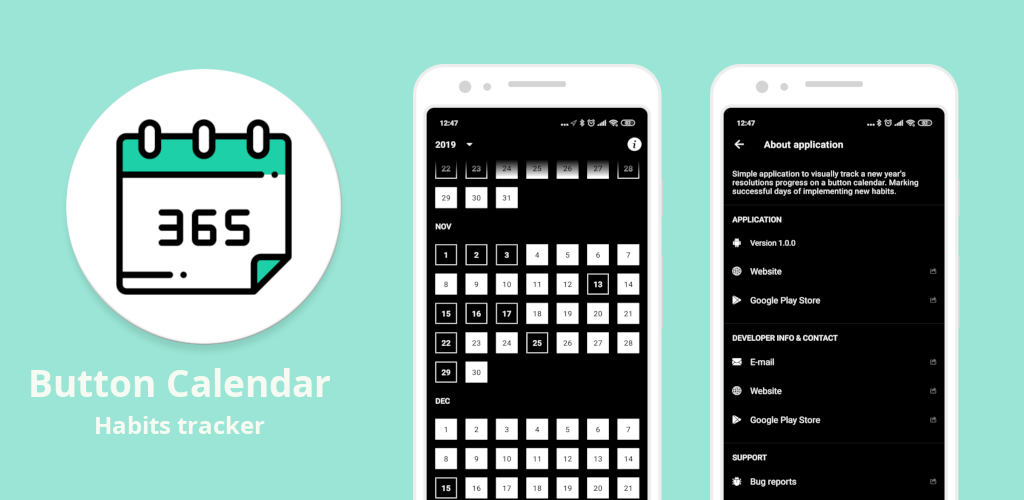 365
Button Calendar
Habits tracker
12:47
2019
22 23 24 25 26 27 28
29 30 31
NOV
1 2 3 4 5 6 7
8 9 10 11 12 13 14
15 16 17 18 19 20 21
22 23 24 25 26 27 28
29 30
DEC
1 2 3 4 5 6 7
8 9 10 11 12 13 14
15 16 17 18 19 20 21
12:47
About application
Simple application to visually track a new year's
resolutions progress on a button calendar. Marking
successful days of implementing new habits.
APPLICATION
Version 1.0.0
Website
Google Play Store
DEVELOPER INFO & CONTACT
E-mail
Website
Google Play Store
SUPPORT
Bug reports